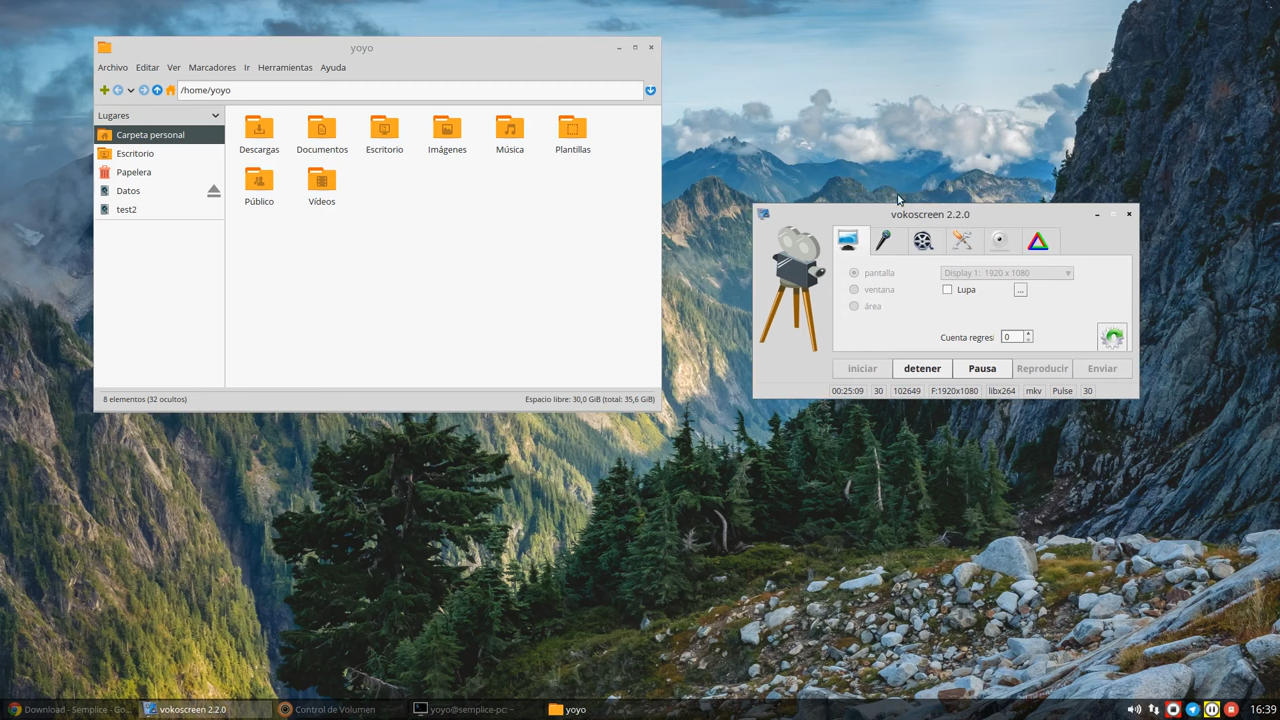 yoyo
Archivo Editar Ver Marcadores Ir Herramientas Ayuda
/home/yoyo
Lugares
Carpeta personal
Escritorio
Papelera
Datos
test2
Descargas Documentos Escritorio Imágenes Música Plantillas
Público Vídeos
8 elementos (32 ocultos) Espacio libre: 30,0 GiB (total: 35,6 GiB)
vokoscreen 2.2.0
pantalla Display 1: 1920 x 1080
ventana Lupa ...
área
Cuenta regresi 0
iniciar detener Pausa Reproducir Enviar
00:25:09 30 102649 F:1920x1080 libx264 mkv Pulse 30
Download - Semplice - Go... vokoscreen 2.2.0 Control de Volumen yoyo@semplice-pc: ~ yoyo 16:39